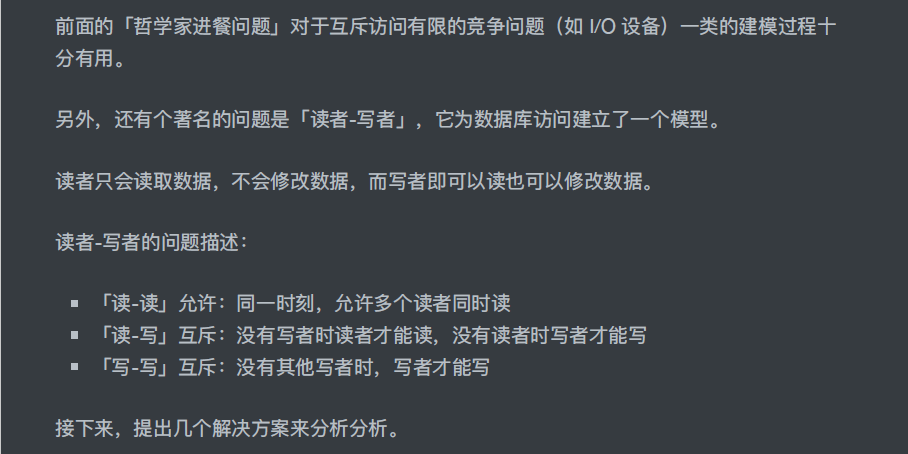 前面的「哲学家进餐问题」对于互斥访问有限的竞争问题（如 I/O 设备）一类的建模过程十
分有用。
另外，还有个著名的问题是「读者-写者」，它为数据库访问建立了一个模型。
读者只会读取数据，不会修改数据，而写者即可以读也可以修改数据。
读者-写者的问题描述：
▪ 「读-读」允许：同一时刻，允许多个读者同时读
▪ 「读-写」互斥：没有写者时读者才能读，没有读者时写者才能写
▪ 「写-写」互斥：没有其他写者时，写者才能写
接下来，提出几个解决方案来分析分析。